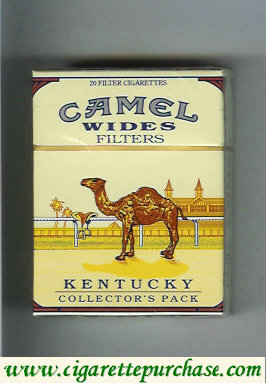 20 FILTER CIGARETTES
CAMEL
WIDES
FILTERS
KENTUCKY
COLLECTOR'S PACK
www.cigarettepurchase.com